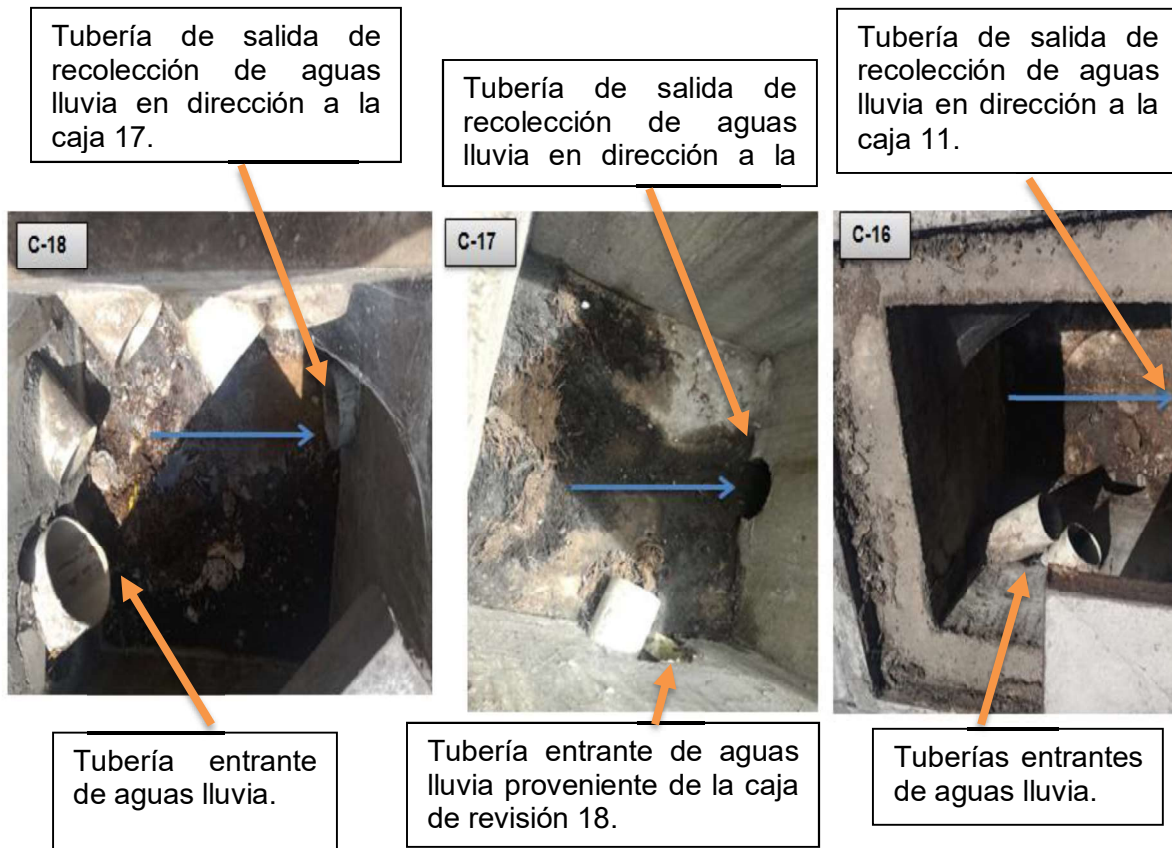 Tubería de salida de
recolección de aguas
lluvia en dirección a la
caja 17.
Tubería de salida de
recolección de aguas
lluvia en dirección a la
Tubería de salida de
recolección de aguas
lluvia en dirección a la
caja 11.
C-18
C-17
C-16
Tubería entrante
de aguas lluvia.
Tubería entrante de aguas
lluvia proveniente de la caja
de revisión 18.
Tuberías entrantes
de aguas lluvia.